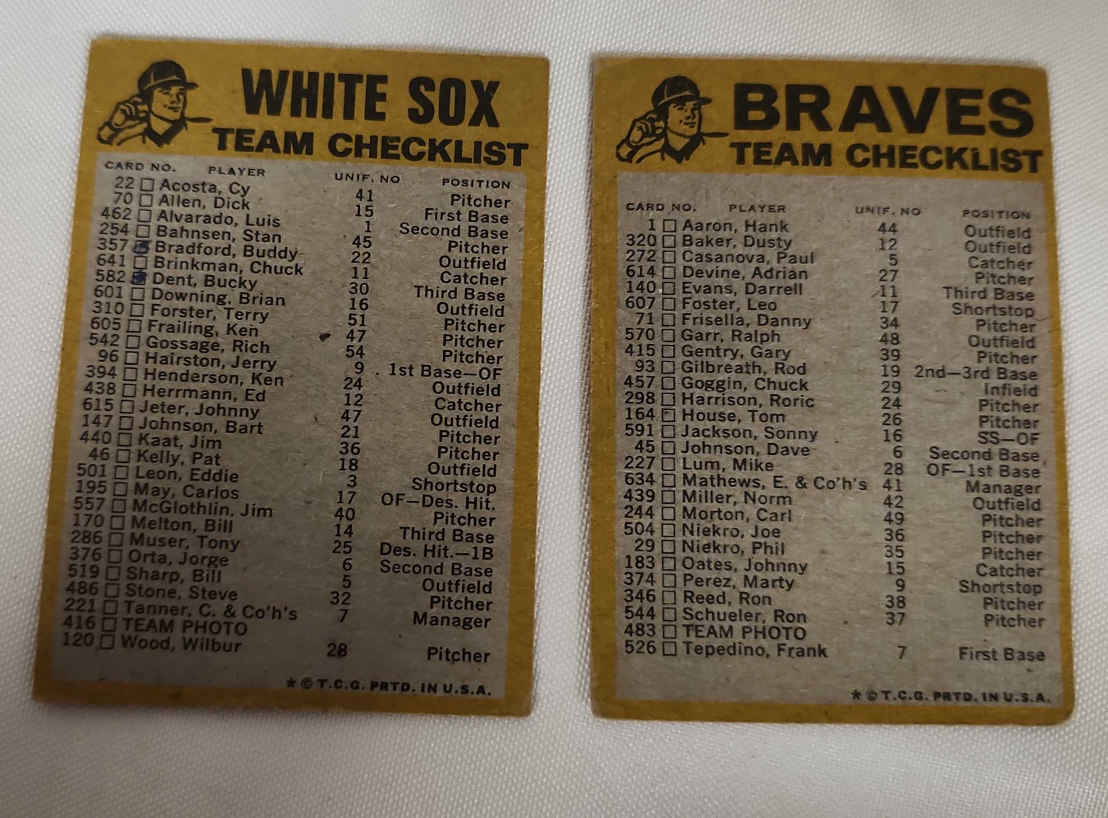 WHITE SOX
TEAM CHECKLIST
CARD NO. PLAYER UNIF. NO POSITION
22 Acosta, Cy 41 Pitcher
70 Allen, Dick 15 First Base
462 Alvarado, Luis 1 Second Base
254 Bahnsen, Stan 45 Pitcher
357 Bradford, Buddy 22 Outfield
641 Brinkman, Chuck 11 Catcher
582 Dent, Bucky 30 Third Base
601 Downing, Brian 16 Outfield
310 Forster, Terry 51 Pitcher
605 Frailing, Ken 47 Pitcher
542 Gossage, Rich 54 Pitcher
96 Hairston, Jerry 9 1st Base—OF
394 Henderson, Ken 24 Outfield
438 Herrmann, Ed 12 Catcher
615 Jeter, Johnny 47 Outfield
147 Johnson, Bart 21 Pitcher
440 Kaat, Jim 36 Pitcher
46 Kelly, Pat 18 Outfield
501 Leon, Eddie 3 Shortstop
195 May, Carlos 17 OF—Des. Hit.
557 McGlothlin, Jim 40 Pitcher
170 Melton, Bill 14 Third Base
286 Muser, Tony 25 Des. Hit.—1B
376 Orta, Jorge 6 Second Base
519 Sharp, Bill 5 Outfield
486 Stone, Steve 32 Pitcher
221 Tanner, C. & Co'h's 7 Manager
416 TEAM PHOTO
120 Wood, Wilbur 28 Pitcher
* © T.C.G. PRTD. IN U.S.A.
BRAVES
TEAM CHECKLIST
CARD NO. PLAYER UNIF. NO POSITION
1 Aaron, Hank 44 Outfield
320 Baker, Dusty 12 Outfield
272 Casanova, Paul 5 Catcher
614 Devine, Adrian 27 Pitcher
140 Evans, Darrell 11 Third Base
607 Foster, Leo 17 Shortstop
71 Frisella, Danny 34 Pitcher
570 Garr, Ralph 48 Outfield
415 Gentry, Gary 39 Pitcher
93 Gilbreath, Rod 19 2nd—3rd Base
457 Goggin, Chuck 29 Infield
298 Harrison, Roric 24 Pitcher
164 House, Tom 26 Pitcher
591 Jackson, Sonny 16 SS—OF
45 Johnson, Dave 6 Second Base
227 Lum, Mike 28 OF—1st Base
634 Mathews, E. & Co'h's 41 Manager
439 Miller, Norm 42 Outfield
244 Morton, Carl 49 Pitcher
504 Niekro, Joe 36 Pitcher
29 Niekro, Phil 35 Pitcher
183 Oates, Johnny 15 Catcher
374 Perez, Marty 9 Shortstop
346 Reed, Ron 38 Pitcher
544 Schueler, Ron 37 Pitcher
483 TEAM PHOTO
526 Tepedino, Frank 7 First Base
* © T.C.G. PRTD. IN U.S.A.